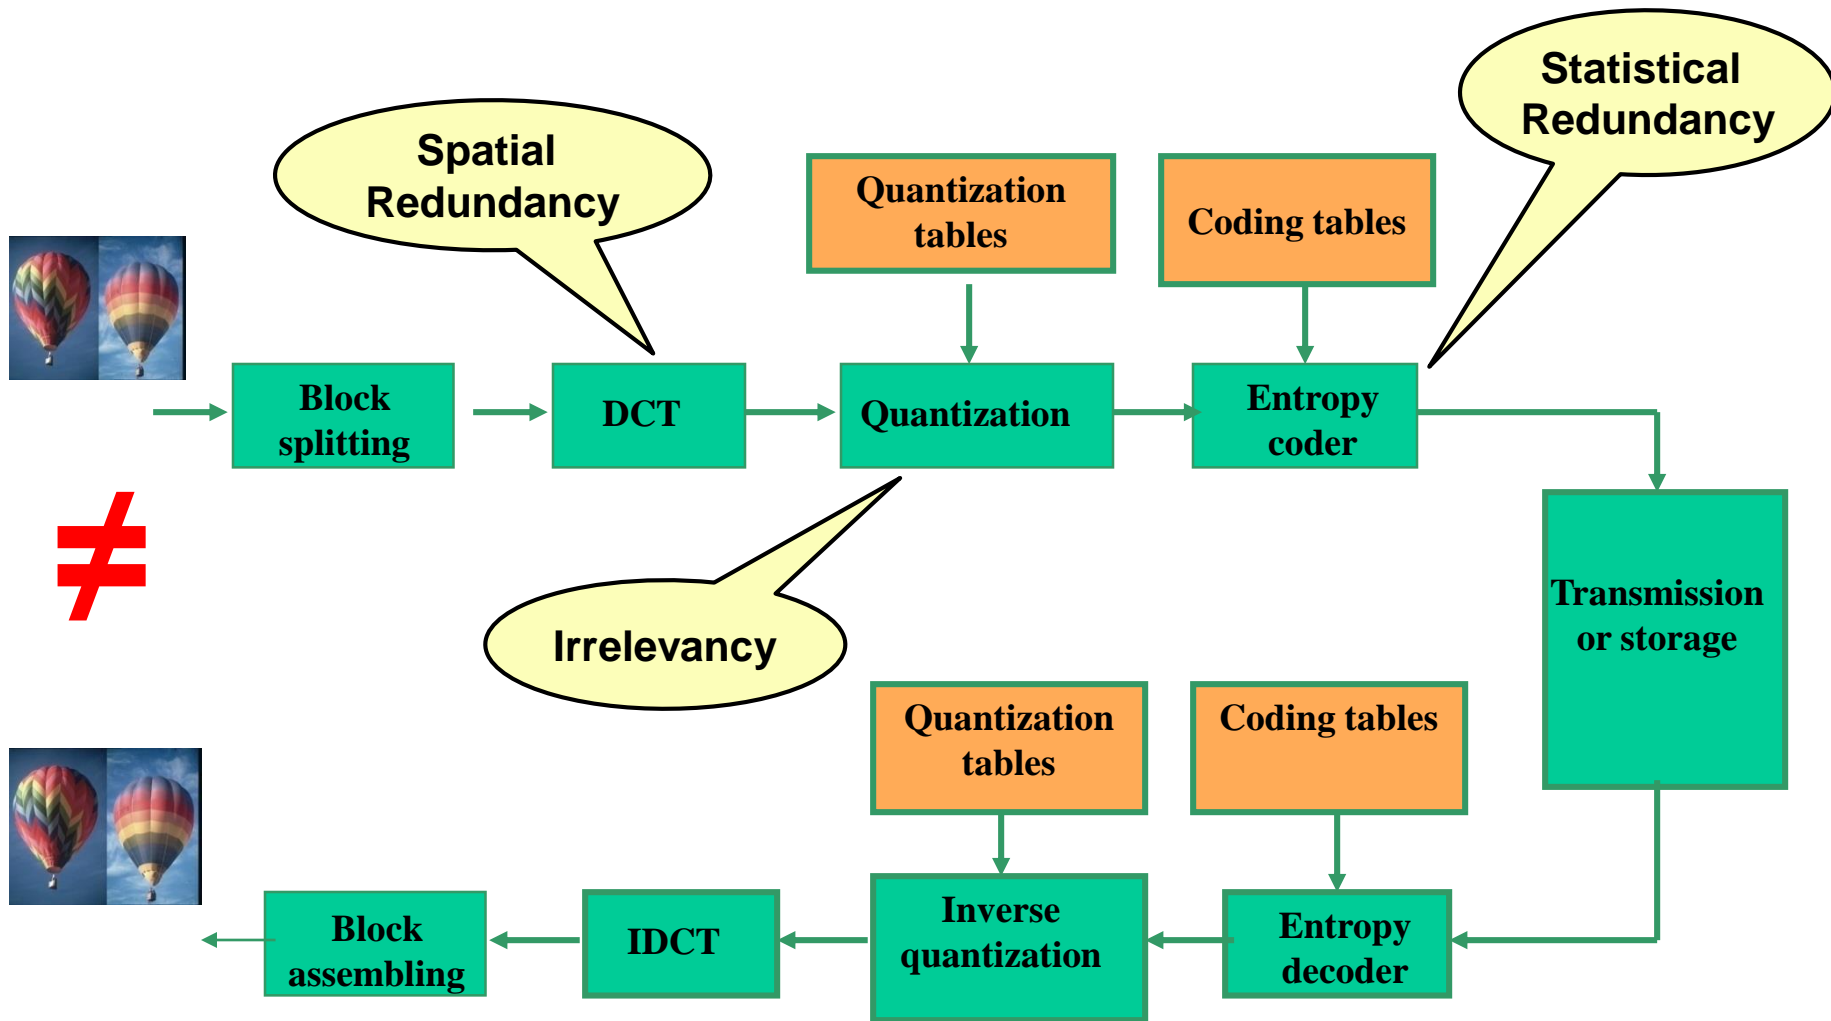 Statistical
Redundancy
Spatial
Redundancy
Quantization
tables
Coding tables
Block
splitting
DCT
Quantization
Entropy
coder
≠
Transmission
or storage
Irrelevancy
Quantization
tables
Coding tables
Block
assembling
IDCT
Inverse
quantization
Entropy
decoder